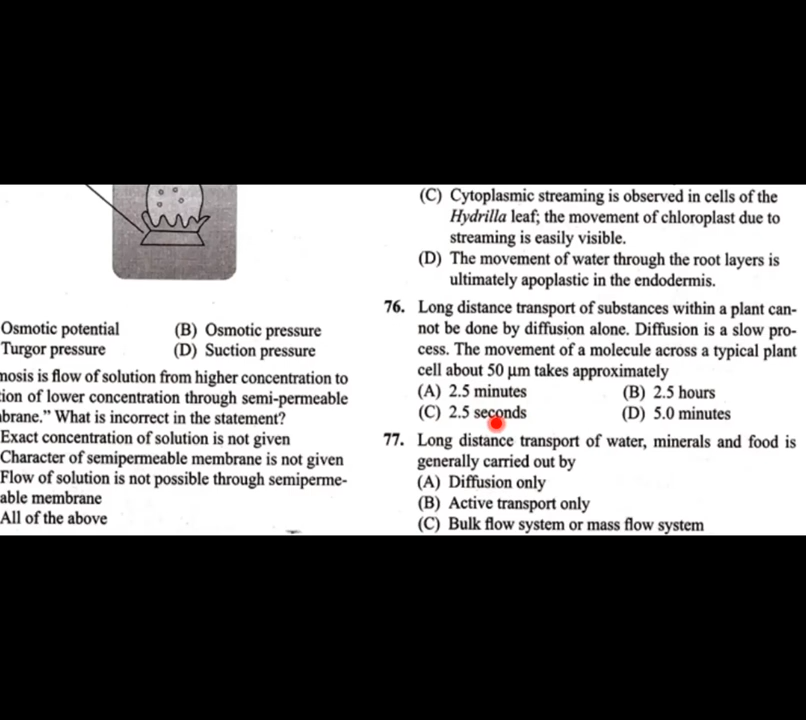 Osmotic potential (B) Osmotic pressure
Turgor pressure (D) Suction pressure
nosis is flow of solution from higher concentration to
tion of lower concentration through semi-permeable
brane.” What is incorrect in the statement?
Exact concentration of solution is not given
Character of semipermeable membrane is not given
Flow of solution is not possible through semiperme-
able membrane
All of the above
(C) Cytoplasmic streaming is observed in cells of the
Hydrilla leaf; the movement of chloroplast due to
streaming is easily visible.
(D) The movement of water through the root layers is
ultimately apoplastic in the endodermis.
76. Long distance transport of substances within a plant can-
not be done by diffusion alone. Diffusion is a slow pro-
cess. The movement of a molecule across a typical plant
cell about 50 µm takes approximately
(A) 2.5 minutes (B) 2.5 hours
(C) 2.5 seconds (D) 5.0 minutes
77. Long distance transport of water, minerals and food is
generally carried out by
(A) Diffusion only
(B) Active transport only
(C) Bulk flow system or mass flow system